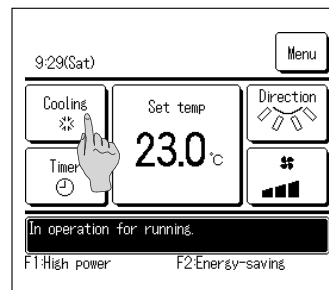 9:29(Sat)
Menu
Cooling
Set temp
Direction
23.0°C
Timer
In operation for running.
F1:High power
F2:Energy-saving